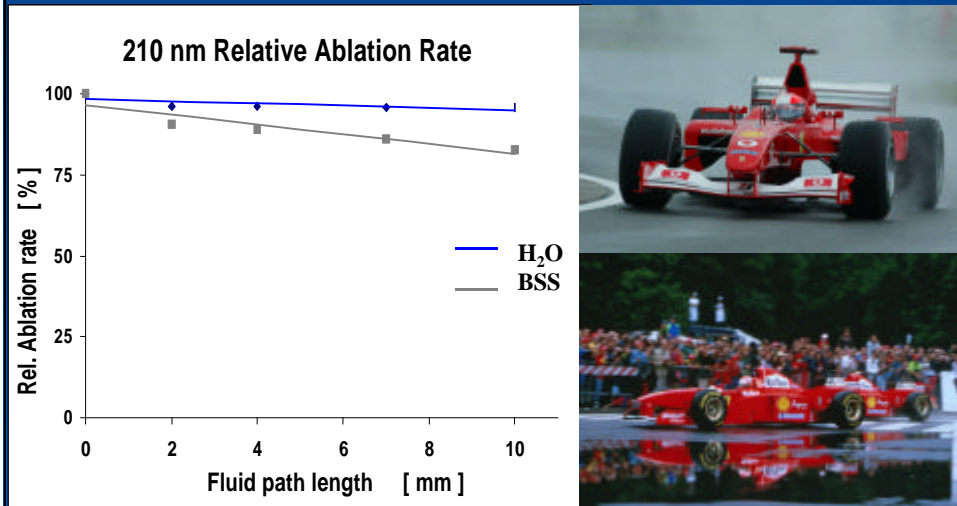 210 nm Relative Ablation Rate
Rel. Ablation rate [ % ]
100
75
50
25
0
0 2 4 6 8 10
Fluid path length [ mm ]
H₂O
BSS
vodafone